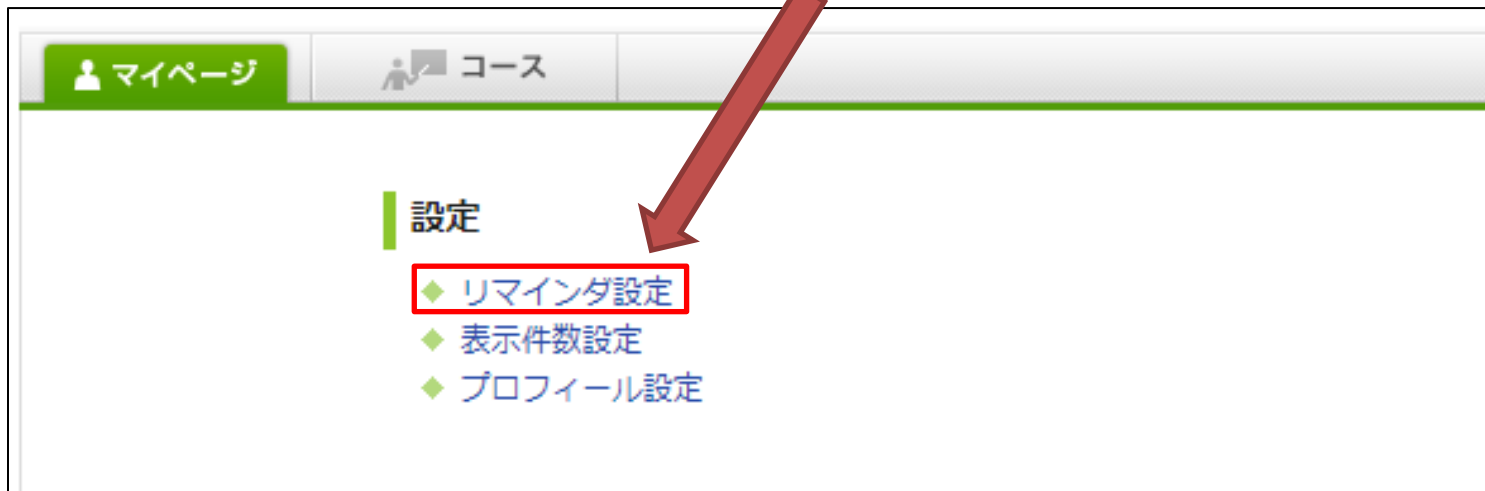 マイページ コース
設定
リマインダ設定
表示件数設定
プロフィール設定